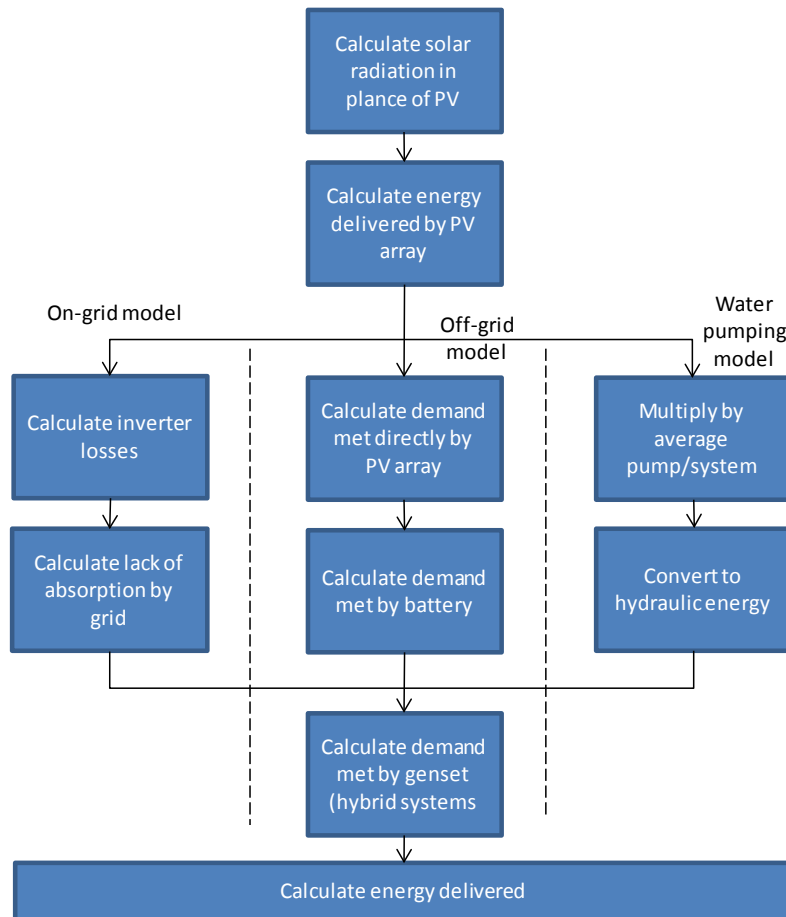 Calculate solar
radiation in
plance of PV
Calculate energy
delivered by PV
array
On-grid model
Off-grid
model
Water
pumping
model
Calculate inverter
losses
Calculate demand
met directly by
PV array
Multiply by
average
pump/system
Calculate lack of
absorption by
grid
Calculate demand
met by battery
Convert to
hydraulic energy
Calculate demand
met by genset
(hybrid systems
Calculate energy delivered